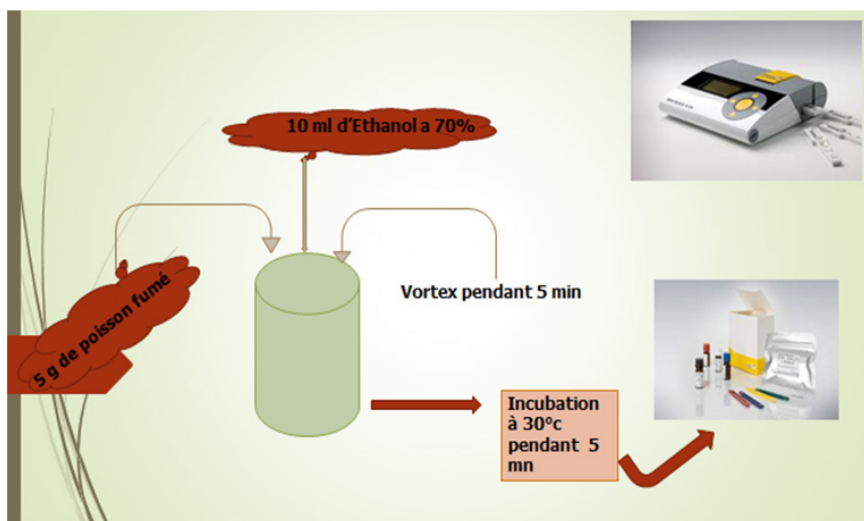 10 ml d'Ethanol a 70%
5 g de poisson fumé
Vortex pendant 5 min
Incubation
à 30°c
pendant 5
mn